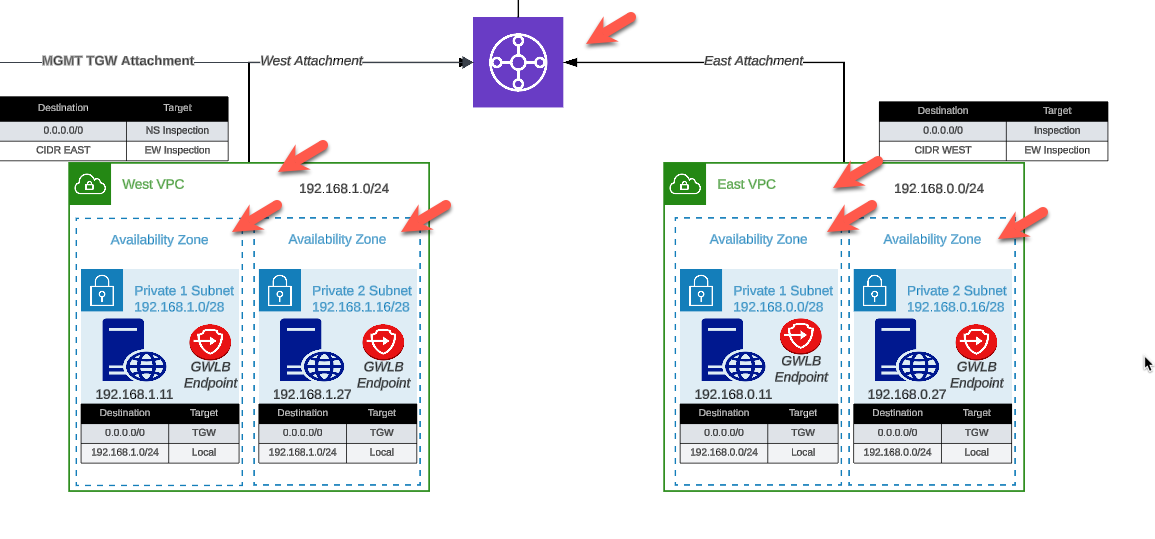 MGMT TGW Attachment
West Attachment
East Attachment
Destination Target
0.0.0.0/0 NS Inspection
CIDR EAST EW Inspection
Destination Target
0.0.0.0/0 Inspection
CIDR WEST EW Inspection
West VPC
192.168.1.0/24
Availability Zone
Private 1 Subnet
192.168.1.0/28
GWLB
Endpoint
192.168.1.11
Destination Target
0.0.0.0/0 TGW
192.168.1.0/24 Local
Availability Zone
Private 2 Subnet
192.168.1.16/28
GWLB
Endpoint
192.168.1.27
Destination Target
0.0.0.0/0 TGW
192.168.1.0/24 Local
East VPC
192.168.0.0/24
Availability Zone
Private 1 Subnet
192.168.0.0/28
GWLB
Endpoint
192.168.0.11
Destination Target
0.0.0.0/0 TGW
192.168.0.0/24 Local
Availability Zone
Private 2 Subnet
192.168.0.16/28
GWLB
Endpoint
192.168.0.27
Destination Target
0.0.0.0/0 TGW
192.168.0.0/24 Local